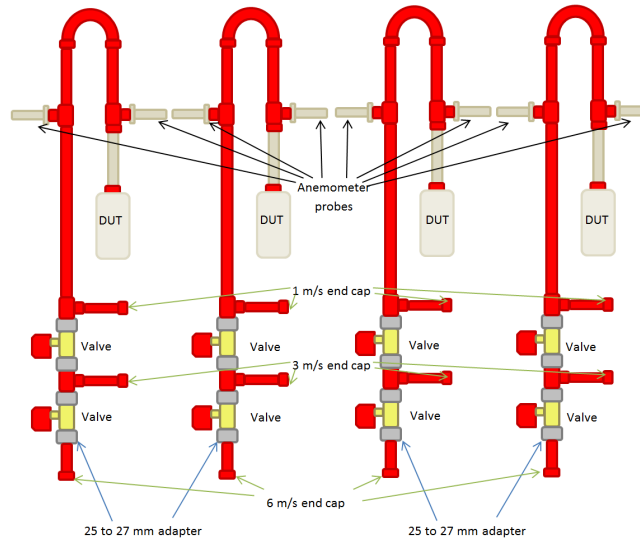 Anemometer
probes
DUT
DUT
DUT
DUT
1 m/s end cap
Valve
Valve
Valve
Valve
3 m/s end cap
Valve
Valve
Valve
Valve
6 m/s end cap
25 to 27 mm adapter
25 to 27 mm adapter